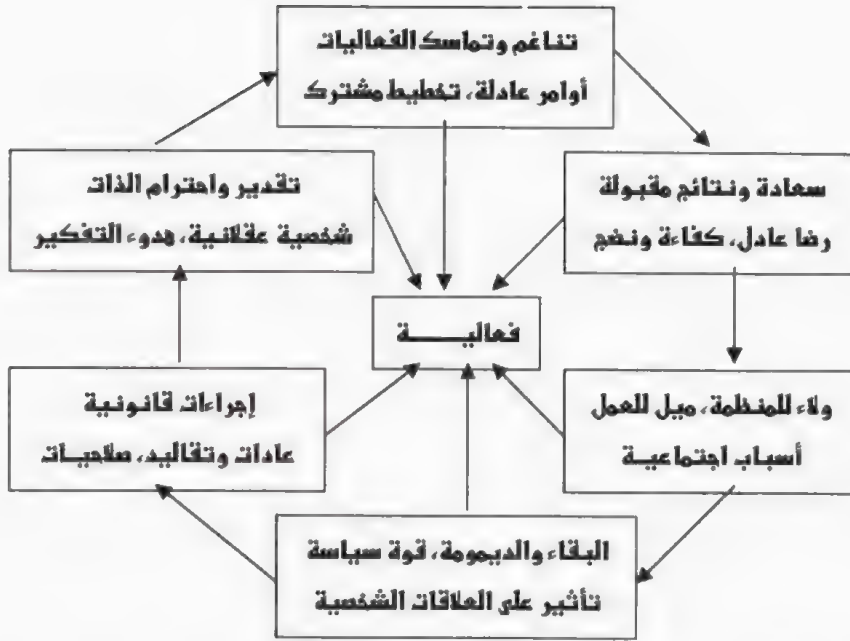 تناغم وتماسك الفعاليات
أوامر عادلة، تخطيط مشترك
سعادة ونتائج مقبولة
رضا عادل، كفاءة ونضج
تقدير واحترام الذات
شخصية عقلانية، هدوء التفكير
فعاليـــــــة
ولاء للمنظمة، ميل للعمل
أسباب اجتماعيـة
إجراءات قانونية
عادات وتقاليد، صلاحيـات
البقاء والديمومة، قوة سياسة
تأثير على العلاقات الشخصية